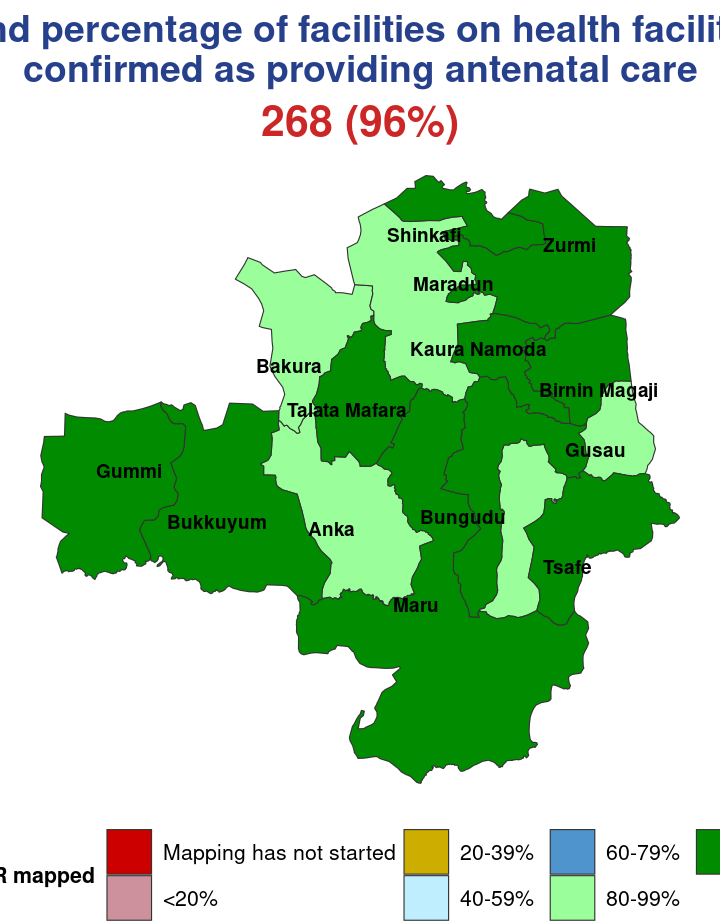 nd percentage of facilities on health facilit
confirmed as providing antenatal care
268 (96%)
Shinkafi
Zurmi
Maradun
Kaura Namoda
Bakura
Birnin Magaji
Talata Mafara
Gusau
Gummi
Bungudu
Bukkuyum
Anka
Tsafe
Maru
R mapped
Mapping has not started
<20%
20-39%
40-59%
60-79%
80-99%